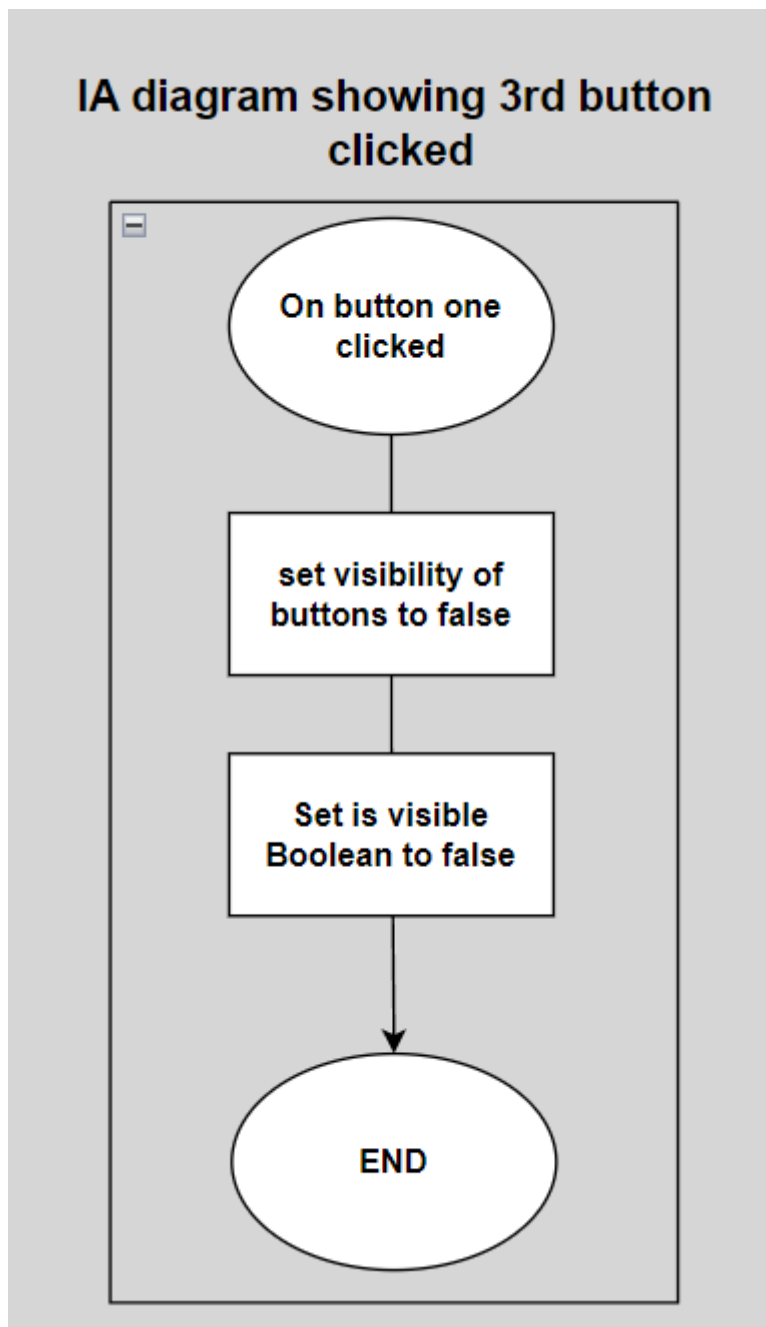 IA diagram showing 3rd button
clicked
On button one
clicked
set visibility of
buttons to false
Set is visible
Boolean to false
END